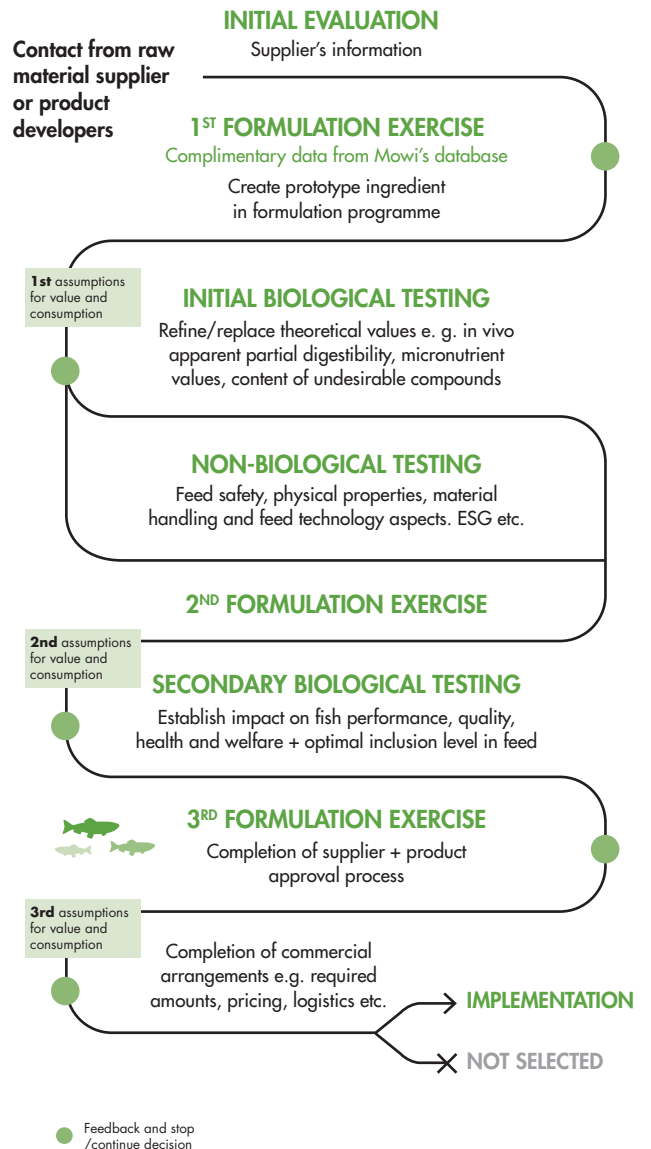 INITIAL EVALUATION
Supplier's information
Contact from raw
material supplier
or product
developers
1ST FORMULATION EXERCISE
Complimentary data from Mowi's database
Create prototype ingredient
in formulation programme
1st assumptions
for value and
consumption
INITIAL BIOLOGICAL TESTING
Refine/replace theoretical values e. g. in vivo
apparent partial digestibility, micronutrient
values, content of undesirable compounds
NON-BIOLOGICAL TESTING
Feed safety, physical properties, material
handling and feed technology aspects. ESG etc.
2ND FORMULATION EXERCISE
2nd assumptions
for value and
consumption
SECONDARY BIOLOGICAL TESTING
Establish impact on fish performance, quality,
health and welfare + optimal inclusion level in feed
3RD FORMULATION EXERCISE
Completion of supplier + product
approval process
3rd assumptions
for value and
consumption
Completion of commercial
arrangements e.g. required
amounts, pricing, logistics etc.
IMPLEMENTATION
NOT SELECTED
Feedback and stop
/continue decision